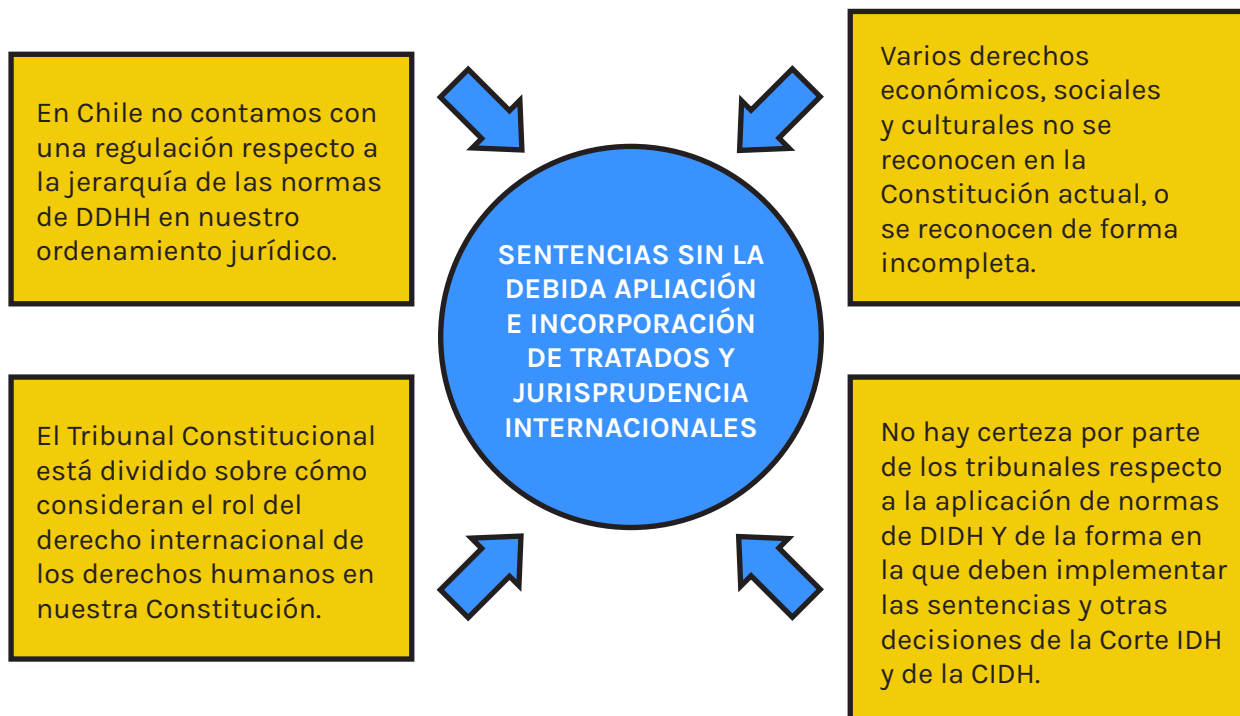 En Chile no contamos con
una regulación respecto a
la jerarquía de las normas
de DDHH en nuestro
ordenamiento jurídico.
Varios derechos
económicos, sociales
y culturales no se
reconocen en la
Constitución actual, o
se reconocen de forma
incompleta.
SENTENCIAS SIN LA
DEBIDA APLIACIÓN
E INCORPORACIÓN
DE TRATADOS Y
JURISPRUDENCIA
INTERNACIONALES
El Tribunal Constitucional
está dividido sobre cómo
consideran el rol del
derecho internacional de
los derechos humanos en
nuestra Constitución.
No hay certeza por parte
de los tribunales respecto
a la aplicación de normas
de DIDH Y de la forma en
la que deben implementar
las sentencias y otras
decisiones de la Corte IDH
y de la CIDH.